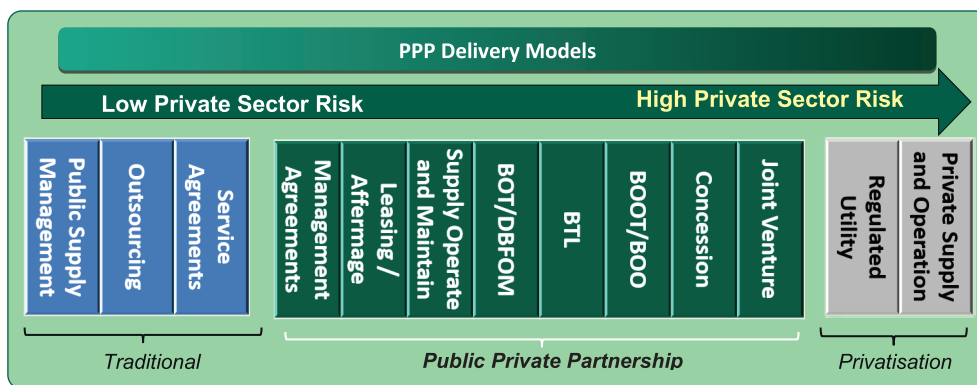 PPP Delivery Models
Low Private Sector Risk
High Private Sector Risk
Public Supply
Management
Outsourcing
Service
Agreements
Management
Agreements
Leasing /
Affermage
Supply Operate
and Maintain
BOT/DBFOM
BTL
BOOT/BOO
Concession
Joint Venture
Regulated
Utility
Private Supply
and Operation
Traditional
Public Private Partnership
Privatisation